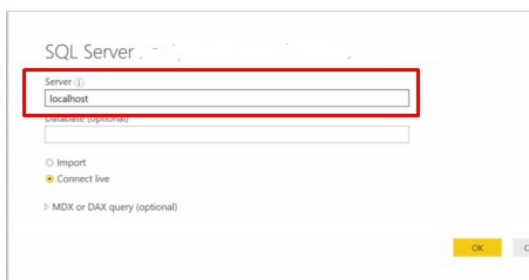 SQL Server
Server
localhost
Database (optional)
Import
Connect live
MDX or DAX query (optional)
OK